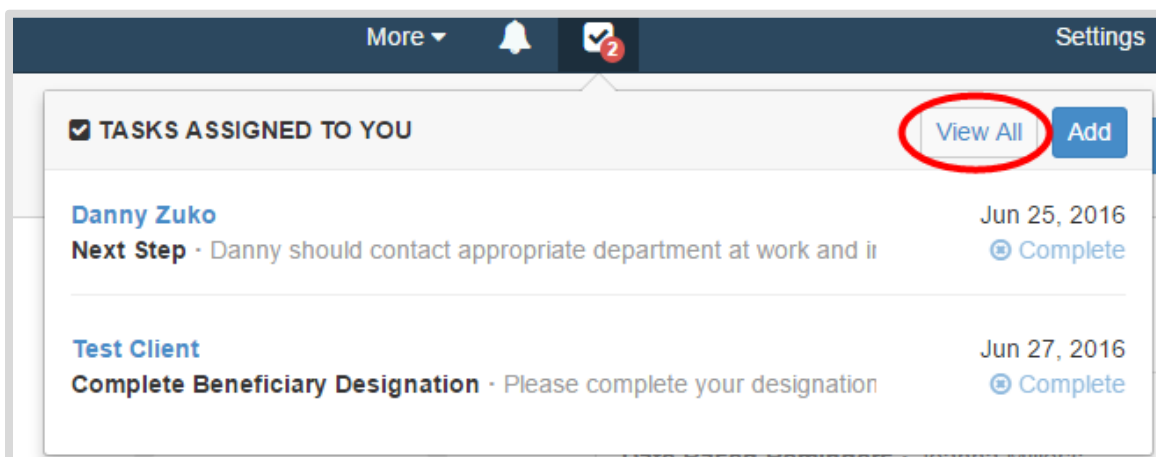 More
2
Settings
TASKS ASSIGNED TO YOU
View All
Add
Danny Zuko
Jun 25, 2016
Next Step · Danny should contact appropriate department at work and
Complete
Test Client
Jun 27, 2016
Complete Beneficiary Designation · Please complete your designation
Complete